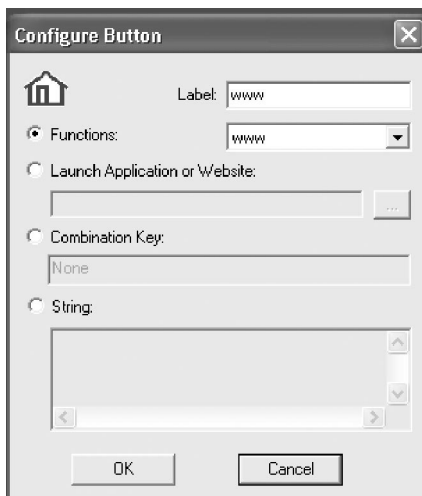 Configure Button
Label: www
Functions: www
Launch Application or Website:
...
Combination Key:
None
String:
OK Cancel